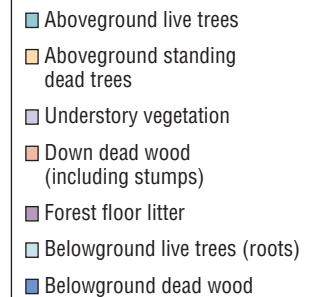 Aboveground live trees
Aboveground standing
dead trees
Understory vegetation
Down dead wood
(including stumps)
Forest floor litter
Belowground live trees (roots)
Belowground dead wood